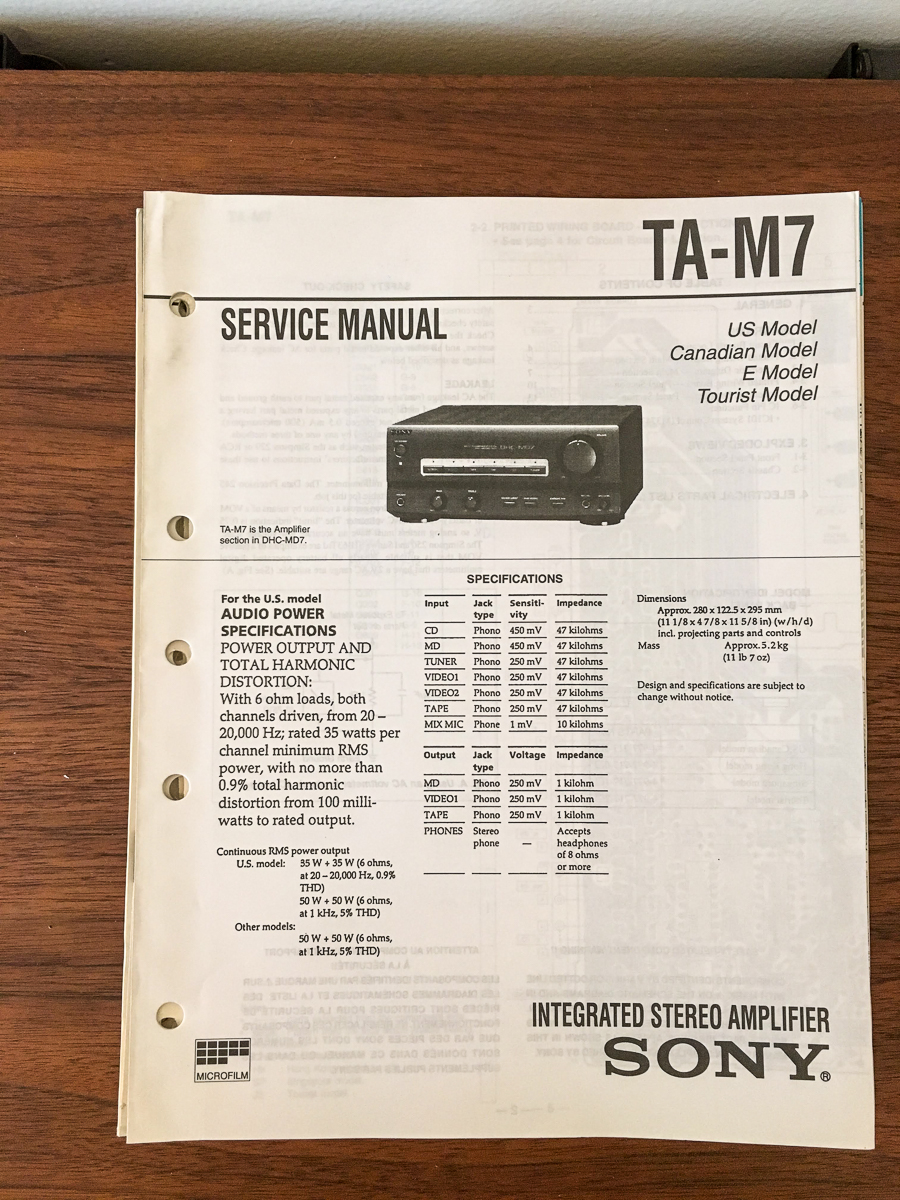 TA-M7
SERVICE MANUAL
US Model
Canadian Model
E Model
Tourist Model
SONY
DHC-MD7
TA-M7 is the Amplifier
section in DHC-MD7.
SPECIFICATIONS
For the U.S. model
AUDIO POWER
SPECIFICATIONS
POWER OUTPUT AND
TOTAL HARMONIC
DISTORTION:
With 6 ohm loads, both
channels driven, from 20 –
20,000 Hz; rated 35 watts per
channel minimum RMS
power, with no more than
0.9% total harmonic
distortion from 100 milli-
watts to rated output.
Continuous RMS power output
U.S. model: 35 W + 35 W (6 ohms,
at 20 – 20,000 Hz, 0.9%
THD)
50 W + 50 W (6 ohms,
at 1 kHz, 5% THD)
Other models:
50 W + 50 W (6 ohms,
at 1 kHz, 5% THD)
Input Jack type Sensiti-vity Impedance
CD Phono 450 mV 47 kilohms
MD Phono 450 mV 47 kilohms
TUNER Phono 250 mV 47 kilohms
VIDEO1 Phono 250 mV 47 kilohms
VIDEO2 Phono 250 mV 47 kilohms
TAPE Phono 250 mV 47 kilohms
MIX MIC Phone 1 mV 10 kilohms
Output Jack type Voltage Impedance
MD Phono 250 mV 1 kilohm
VIDEO1 Phono 250 mV 1 kilohm
TAPE Phono 250 mV 1 kilohm
PHONES Stereo phone — Accepts headphones of 8 ohms or more
Dimensions
Approx. 280 x 122.5 x 295 mm
(11 1/8 x 4 7/8 x 11 5/8 in) (w/h/d)
incl. projecting parts and controls
Mass Approx. 5.2 kg
(11 lb 7 oz)
Design and specifications are subject to
change without notice.
INTEGRATED STEREO AMPLIFIER
SONY®
MICROFILM